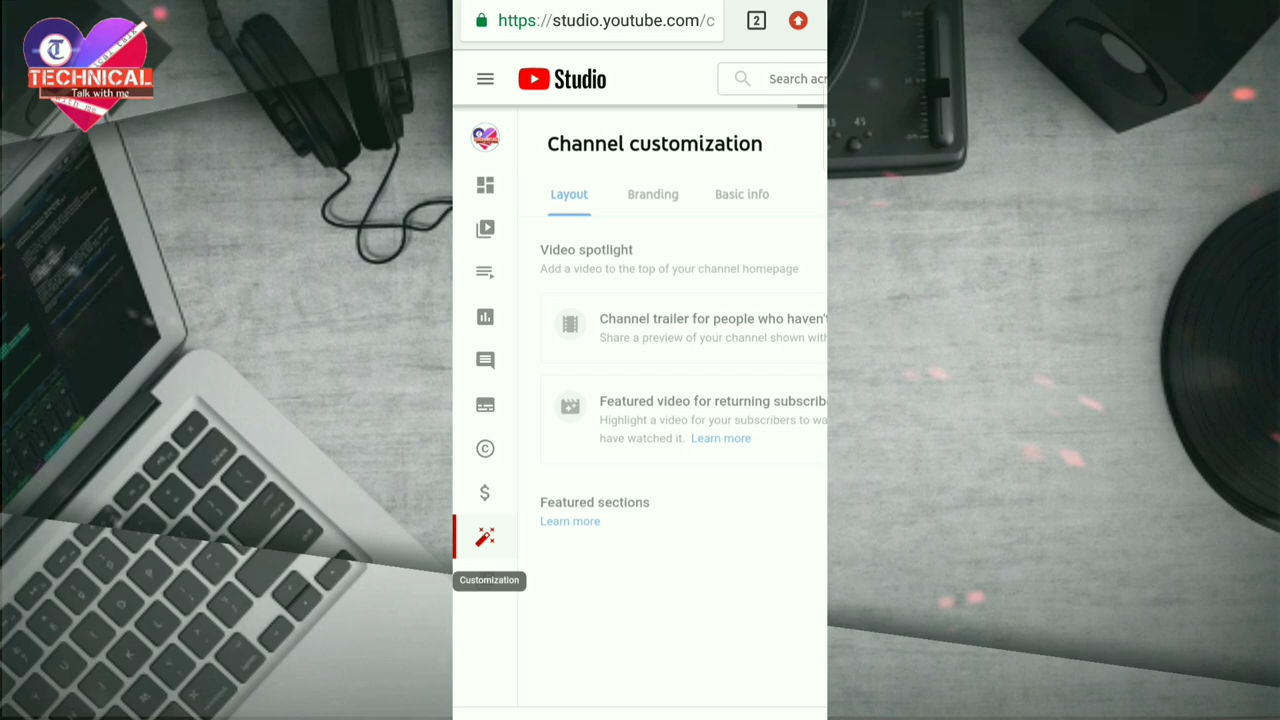 T
TECHNICAL
Talk with me
https://studio.youtube.com/c
2
Studio
Search acr
Channel customization
Layout
Branding
Basic info
Video spotlight
Add a video to the top of your channel homepage
Channel trailer for people who haven't
Share a preview of your channel shown with
Featured video for returning subscrib
Highlight a video for your subscribers to wa
have watched it. Learn more
Featured sections
Learn more
Customization
45